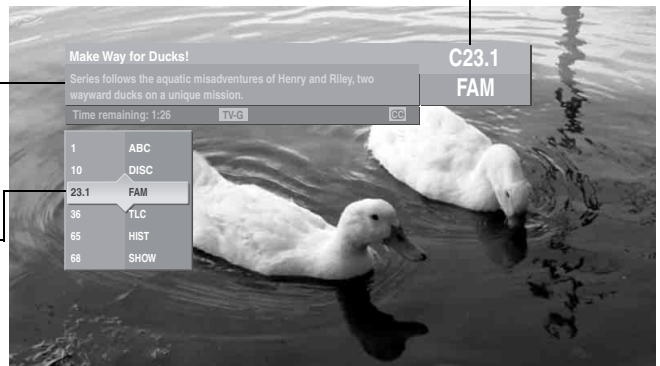 Make Way for Ducks!
C23.1
Series follows the aquatic misadventures of Henry and Riley, two
wayward ducks on a unique mission.
FAM
Time remaining: 1:26 TV-G CC
1 ABC
10 DISC
23.1 FAM
36 TLC
65 HIST
68 SHOW